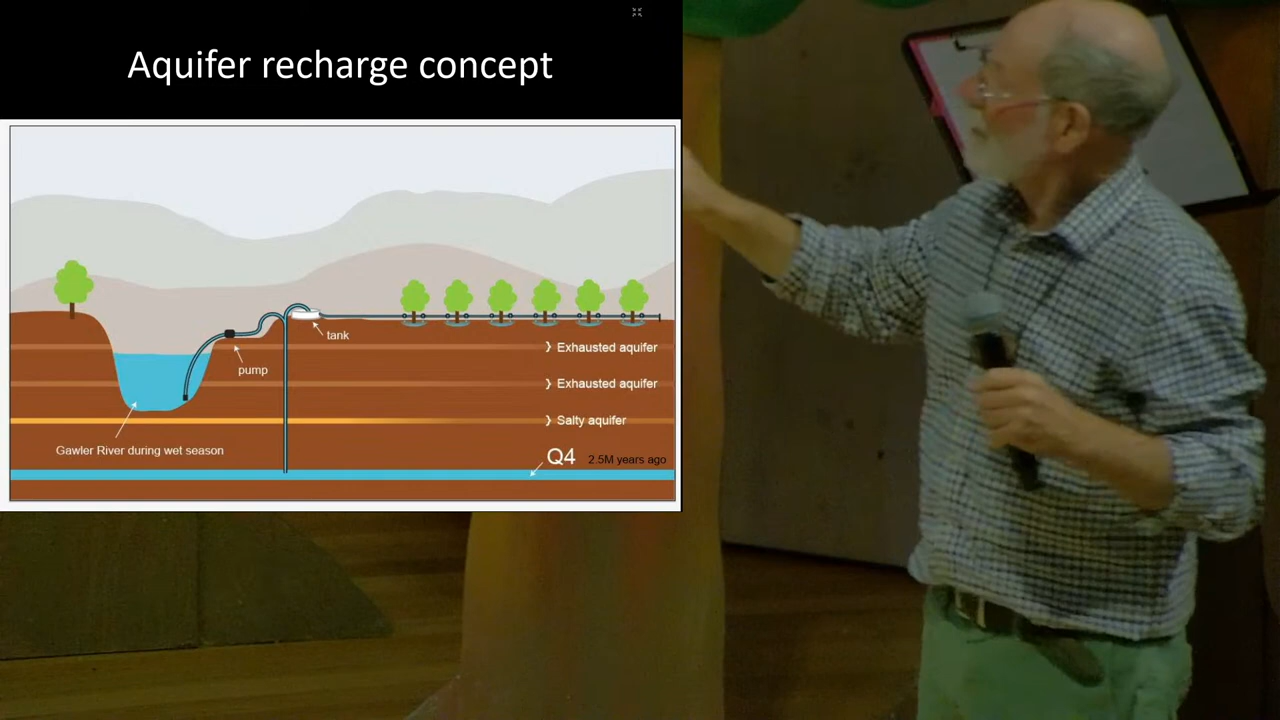 Aquifer recharge concept
tank
Exhausted aquifer
pump
Exhausted aquifer
Salty aquifer
Gawler River during wet season
Q4 2.5M years ago